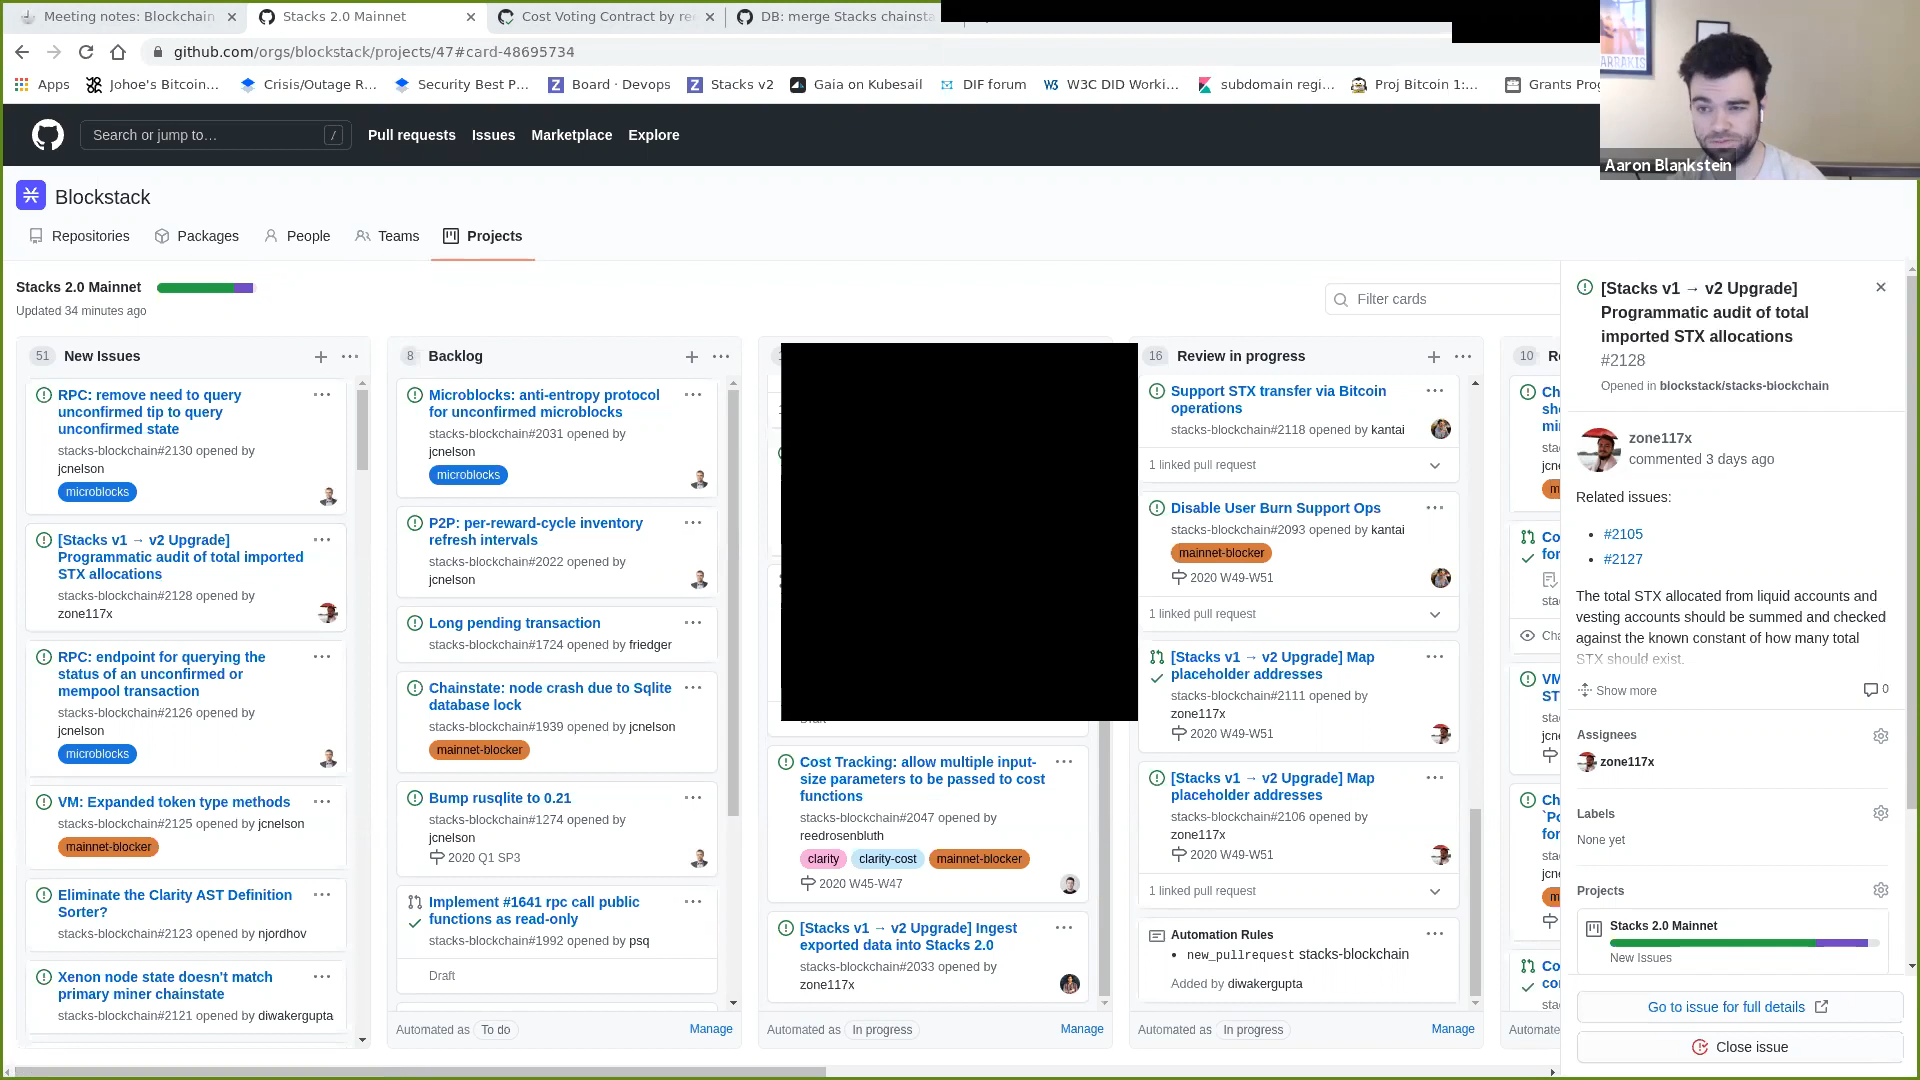 Meeting notes: Blockchain
Stacks 2.0 Mainnet
Cost Voting Contract by re
DB: merge Stacks chainsta
github.com/orgs/blockstack/projects/47#card-48695734
Apps
Johoe's Bitcoin...
Crisis/Outage R...
Security Best P...
Board · Devops
Stacks v2
Gaia on Kubesail
DIF forum
W3C DID Worki...
subdomain regi...
Proj Bitcoin 1:...
Grants Prog
ARRAKIS
Aaron Blankstein
Search or jump to…
/
Pull requests
Issues
Marketplace
Explore
Blockstack
Repositories
Packages
People
Teams
Projects
Stacks 2.0 Mainnet
Updated 34 minutes ago
Filter cards
51 New Issues
RPC: remove need to query
unconfirmed tip to query
unconfirmed state
stacks-blockchain#2130 opened by
jcnelson
microblocks
[Stacks v1 → v2 Upgrade]
Programmatic audit of total imported
STX allocations
stacks-blockchain#2128 opened by
zone117x
RPC: endpoint for querying the
status of an unconfirmed or
mempool transaction
stacks-blockchain#2126 opened by
jcnelson
microblocks
VM: Expanded token type methods
stacks-blockchain#2125 opened by jcnelson
mainnet-blocker
Eliminate the Clarity AST Definition
Sorter?
stacks-blockchain#2123 opened by njordhov
Xenon node state doesn't match
primary miner chainstate
stacks-blockchain#2121 opened by diwakergupta
8 Backlog
Microblocks: anti-entropy protocol
for unconfirmed microblocks
stacks-blockchain#2031 opened by
jcnelson
microblocks
P2P: per-reward-cycle inventory
refresh intervals
stacks-blockchain#2022 opened by
jcnelson
Long pending transaction
stacks-blockchain#1724 opened by friedger
Chainstate: node crash due to Sqlite
database lock
stacks-blockchain#1939 opened by jcnelson
mainnet-blocker
Bump rusqlite to 0.21
stacks-blockchain#1274 opened by
jcnelson
2020 Q1 SP3
Implement #1641 rpc call public
functions as read-only
stacks-blockchain#1992 opened by psq
Draft
Automated as To do
Manage
Cost Tracking: allow multiple input-
size parameters to be passed to cost
functions
stacks-blockchain#2047 opened by
reedrosenbluth
clarity clarity-cost mainnet-blocker
2020 W45-W47
[Stacks v1 → v2 Upgrade] Ingest
exported data into Stacks 2.0
stacks-blockchain#2033 opened by
zone117x
Automated as In progress
Manage
16 Review in progress
Support STX transfer via Bitcoin
operations
stacks-blockchain#2118 opened by kantai
1 linked pull request
Disable User Burn Support Ops
stacks-blockchain#2093 opened by kantai
mainnet-blocker
2020 W49-W51
1 linked pull request
[Stacks v1 → v2 Upgrade] Map
placeholder addresses
stacks-blockchain#2111 opened by
zone117x
2020 W49-W51
[Stacks v1 → v2 Upgrade] Map
placeholder addresses
stacks-blockchain#2106 opened by
zone117x
2020 W49-W51
1 linked pull request
Automation Rules
new_pullrequest stacks-blockchain
Added by diwakergupta
Automated as In progress
Manage
10
[Stacks v1 → v2 Upgrade]
Programmatic audit of total
imported STX allocations
#2128
Opened in blockstack/stacks-blockchain
zone117x
commented 3 days ago
Related issues:
#2105
#2127
The total STX allocated from liquid accounts and
vesting accounts should be summed and checked
against the known constant of how many total
STX should exist.
Show more
0
Assignees
zone117x
Labels
None yet
Projects
Stacks 2.0 Mainnet
New Issues
Go to issue for full details
Close issue